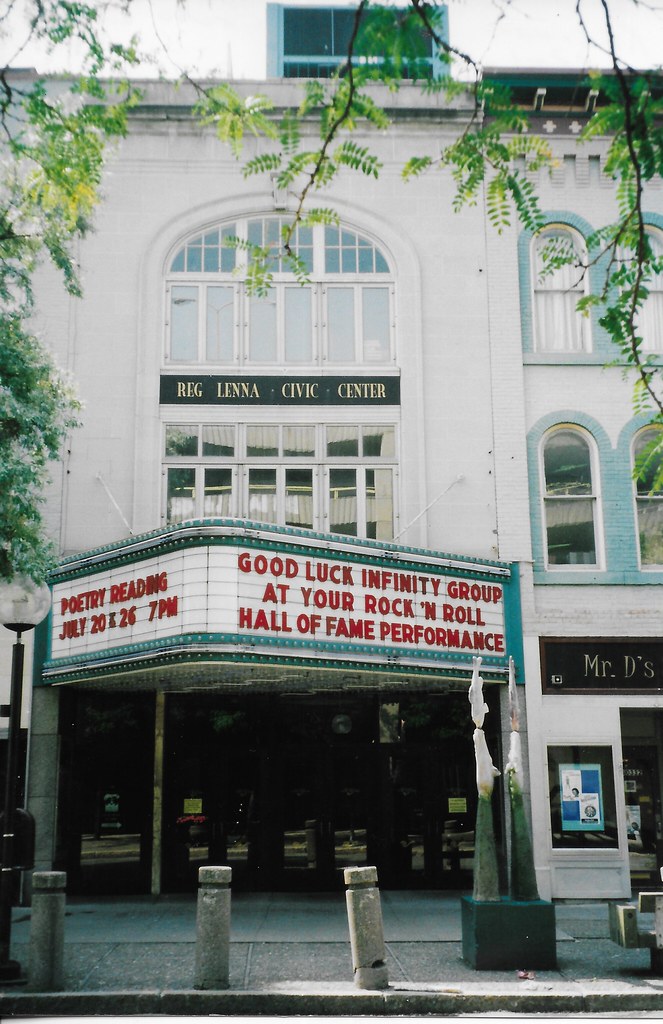 REG LENNA CIVIC CENTER
POETRY READING
JULY 20 & 26 7PM
GOOD LUCK INFINITY GROUP
AT YOUR ROCK 'N ROLL
HALL OF FAME PERFORMANCE
Mr. D's